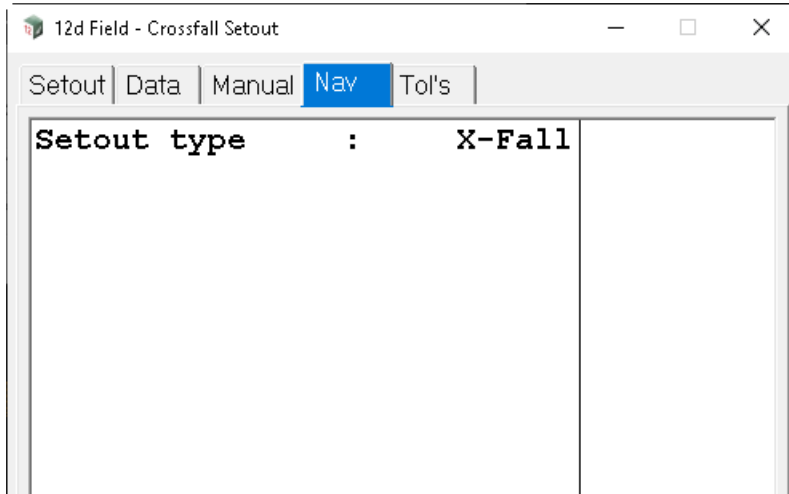 12d Field - Crossfall Setout
Setout Data Manual Nav Tol's
Setout type : X-Fall